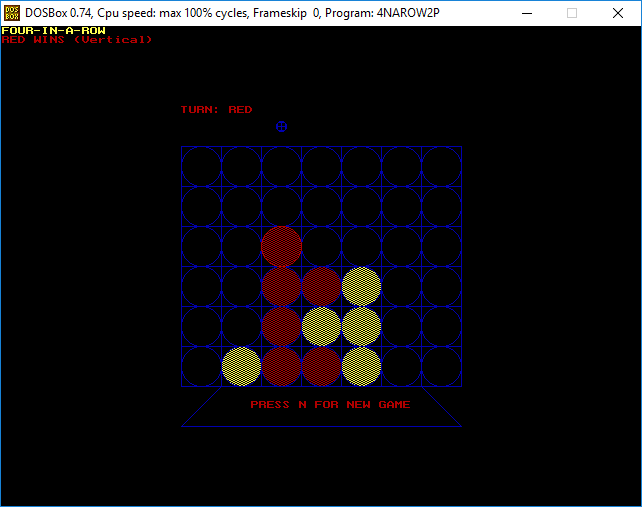 DOS
BOX
DOSBox 0.74, Cpu speed: max 100% cycles, Frameskip 0, Program: 4NAROW2P
FOUR-IN-A-ROW
RED WINS (Vertical)
TURN: RED
PRESS N FOR NEW GAME